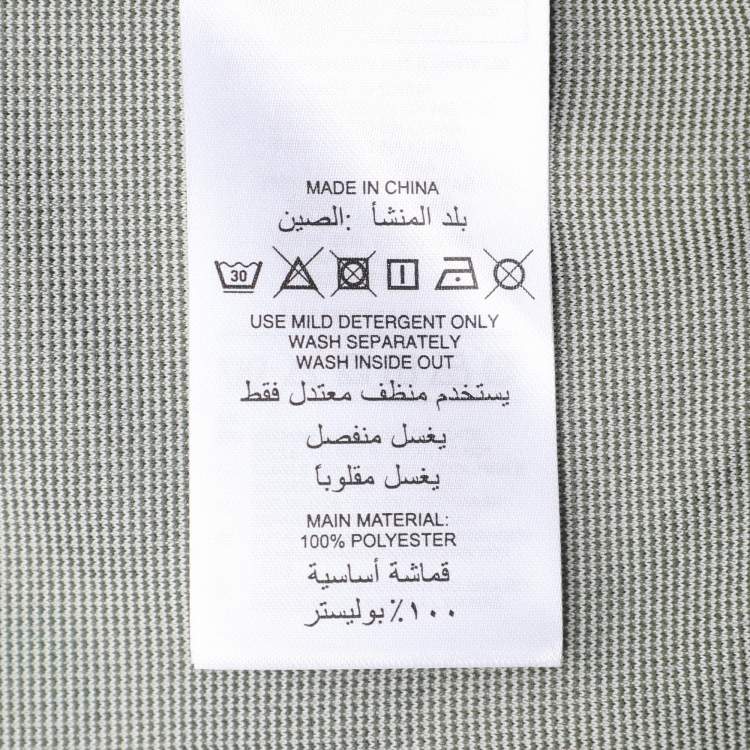 MADE IN CHINA
بلد المنشأ :الصين
30
USE MILD DETERGENT ONLY
WASH SEPARATELY
WASH INSIDE OUT
يستخدم منظف معتدل فقط
يغسل منفصل
يغسل مقلوباً
MAIN MATERIAL:
100% POLYESTER
قماشة أساسية
١٠٠٪ بوليستر